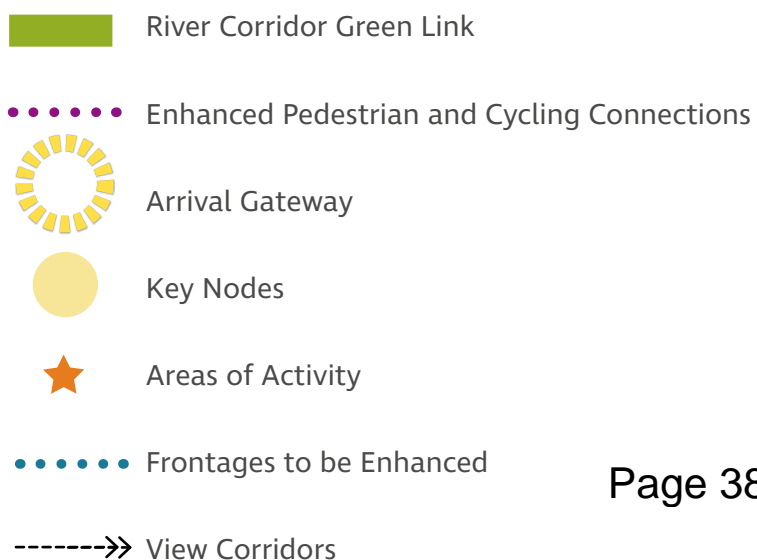 River Corridor Green Link
Enhanced Pedestrian and Cycling Connections
Arrival Gateway
Key Nodes
Areas of Activity
Frontages to be Enhanced
Page 38
View Corridors